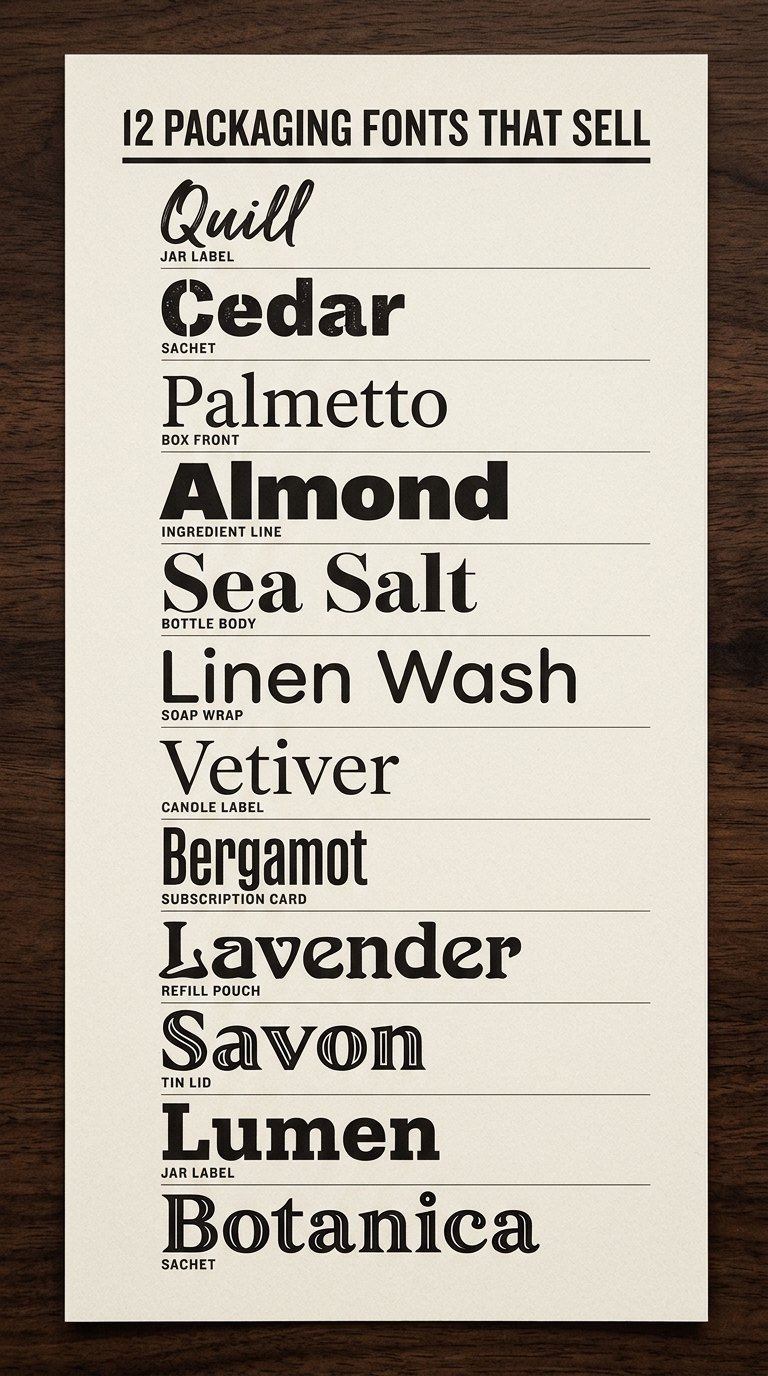 12 PACKAGING FONTS THAT SELL
Quill
JAR LABEL
Cedar
SACHET
Palmetto
BOX FRONT
Almond
INGREDIENT LINE
Sea Salt
BOTTLE BODY
Linen Wash
SOAP WRAP
Vetiver
CANDLE LABEL
Bergamot
SUBSCRIPTION CARD
Lavender
REFILL POUCH
Savon
TIN LID
Lumen
JAR LABEL
Botanica
SACHET